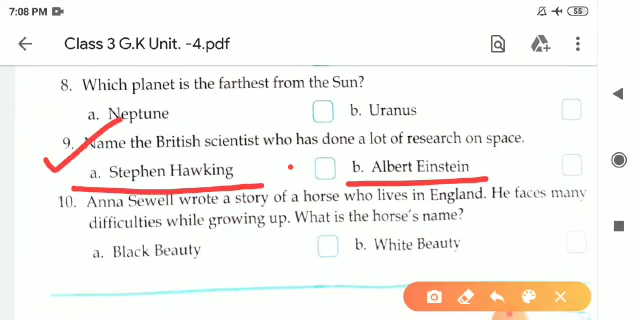 7:08 PM
55
Class 3 G.K Unit. -4.pdf
8. Which planet is the farthest from the Sun?
a. Neptune b. Uranus
9. Name the British scientist who has done a lot of research on space.
a. Stephen Hawking b. Albert Einstein
10. Anna Sewell wrote a story of a horse who lives in England. He faces many
difficulties while growing up. What is the horse's name?
a. Black Beauty b. White Beauty